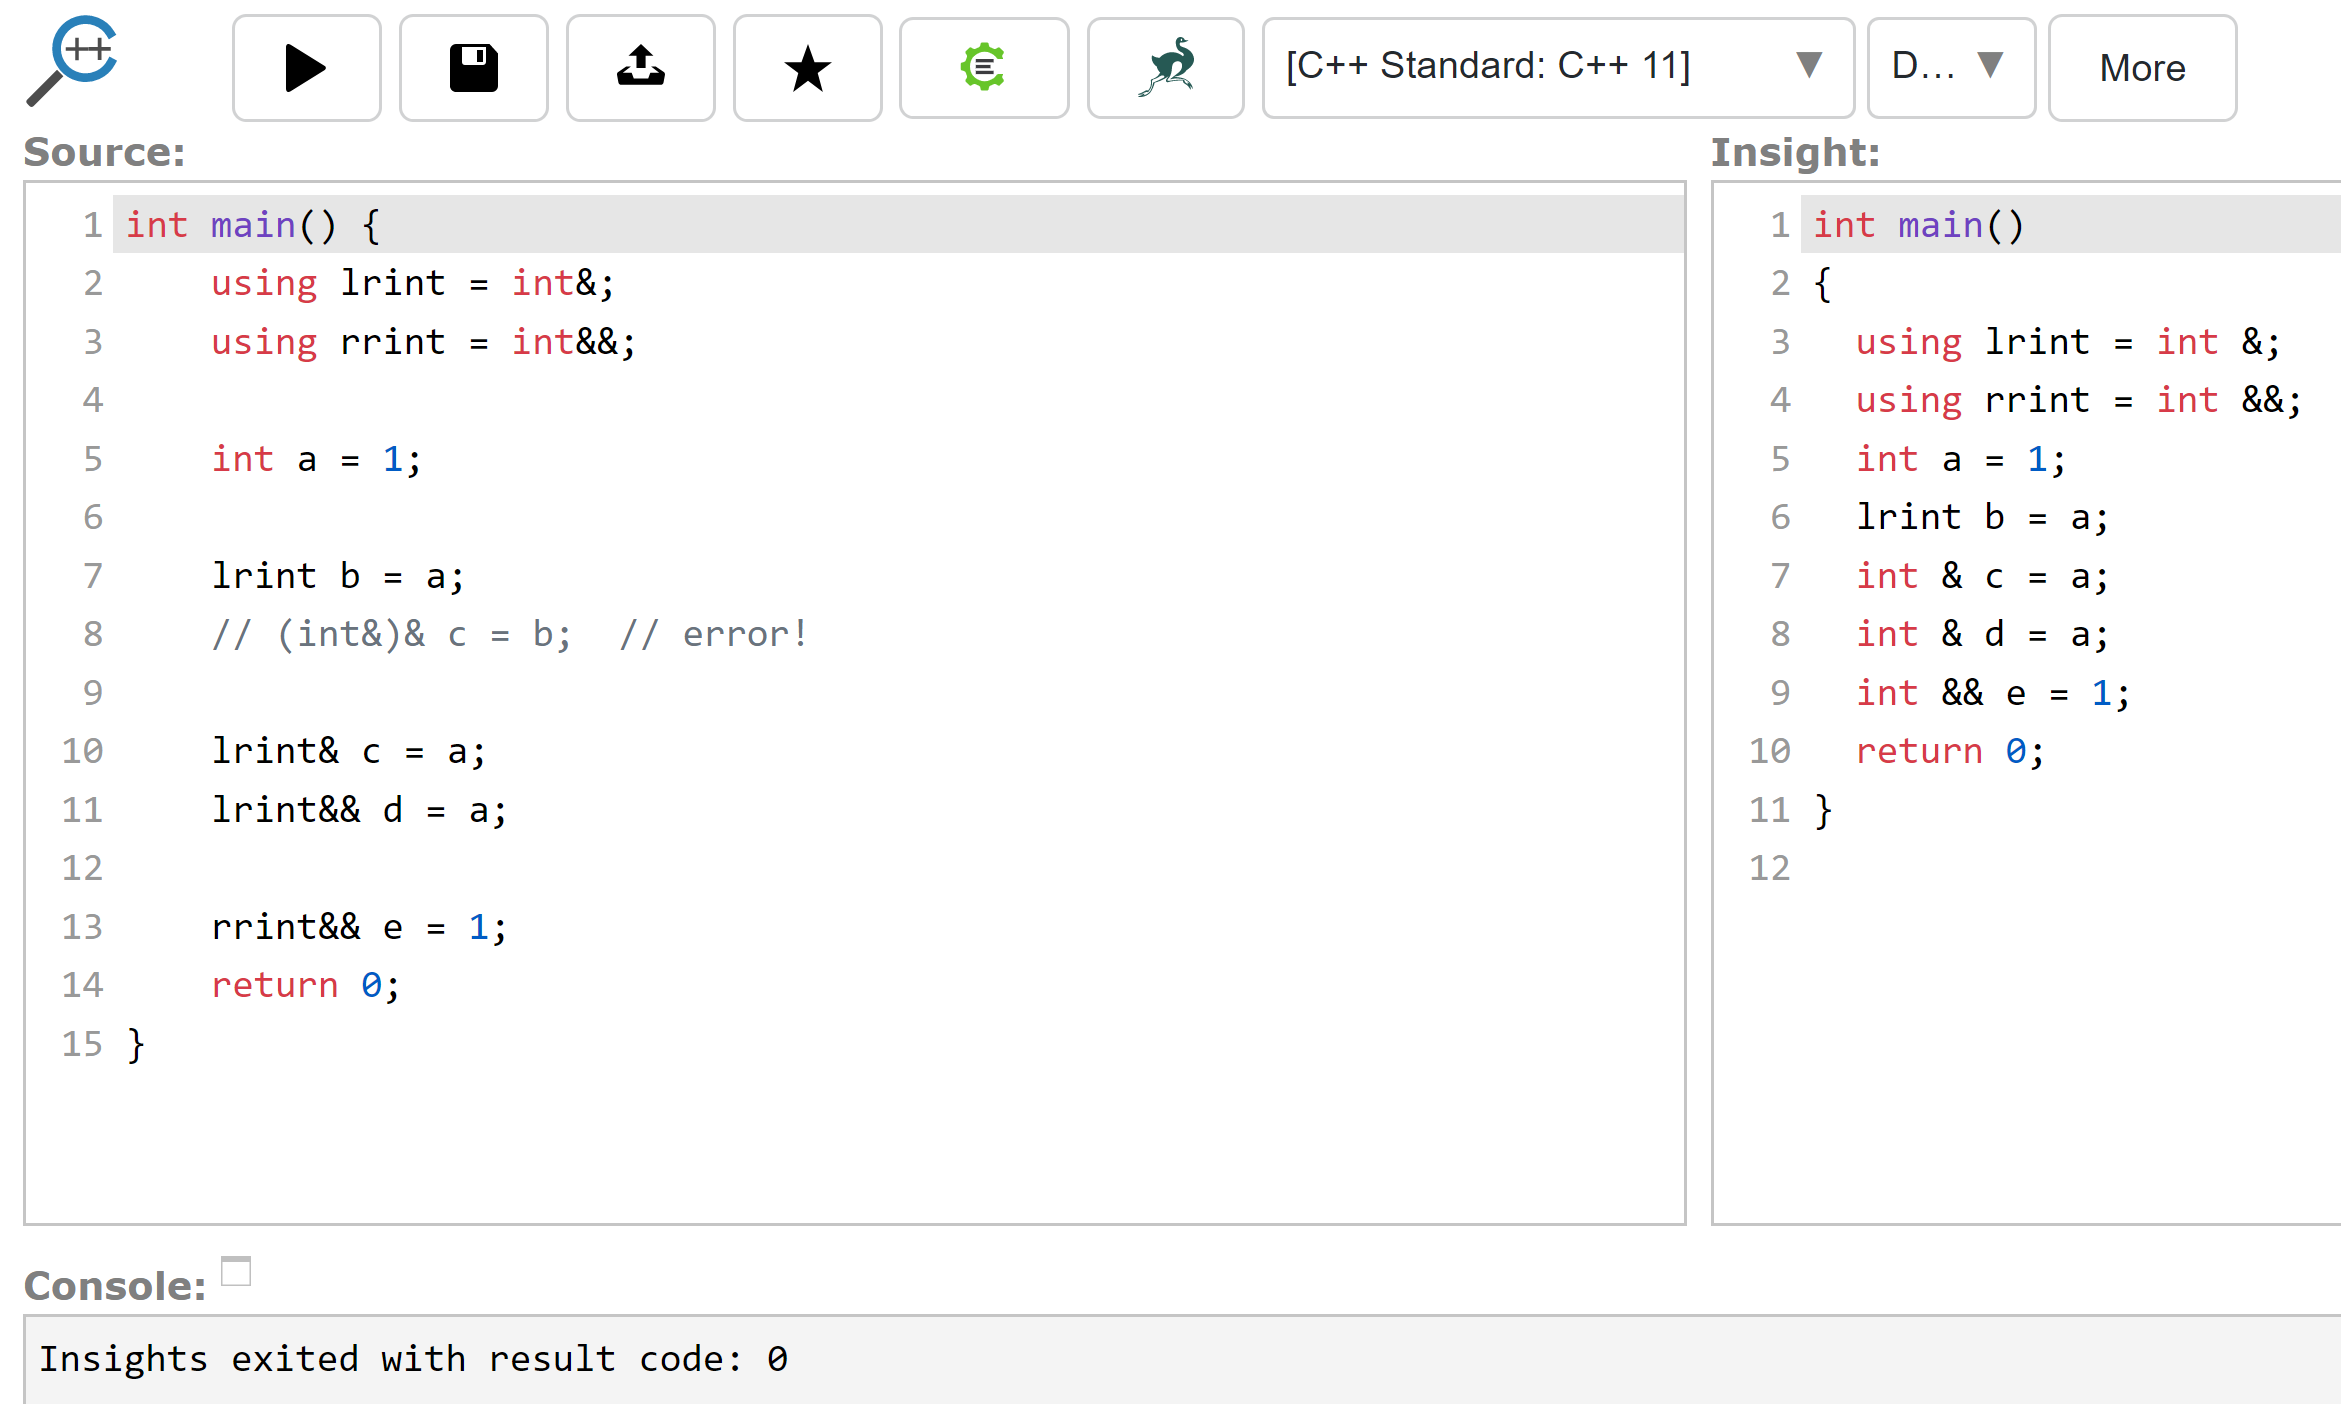 ++
[C++ Standard: C++ 11] ▼
D... ▼
More
Source:
1 int main() {
2     using lrint = int&;
3     using rrint = int&&;
4
5     int a = 1;
6
7     lrint b = a;
8     // (int&)& c = b;  // error!
9
10     lrint& c = a;
11     lrint&& d = a;
12
13     rrint&& e = 1;
14     return 0;
15 }
Insight:
1 int main()
2 {
3   using lrint = int &;
4   using rrint = int &&;
5   int a = 1;
6   lrint b = a;
7   int & c = a;
8   int & d = a;
9   int && e = 1;
10   return 0;
11 }
12
Console:
Insights exited with result code: 0